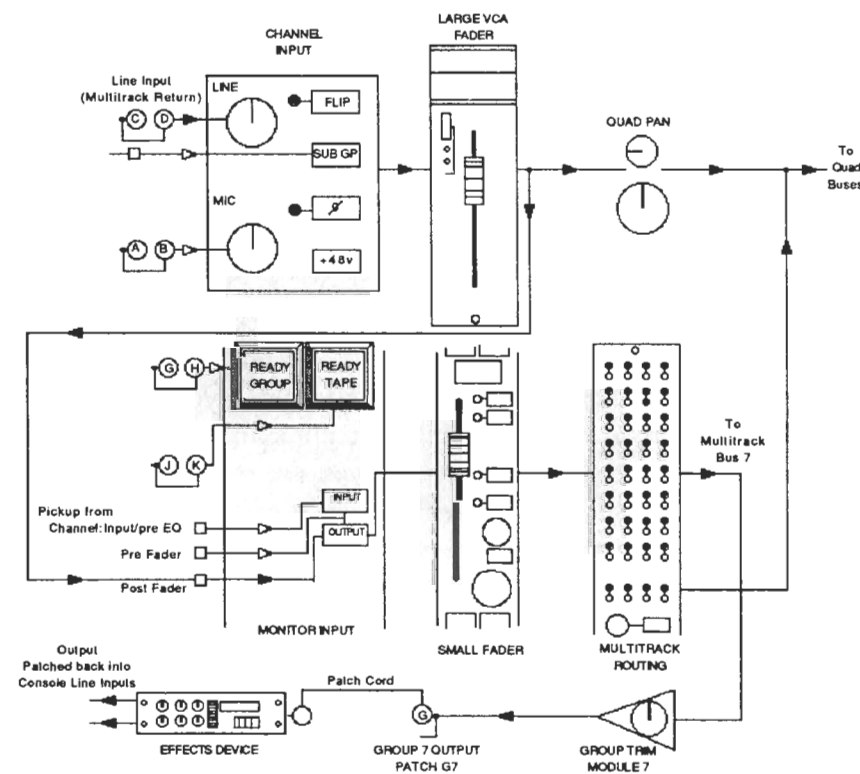 LARGE VCA
FADER
CHANNEL
INPUT
Line Input
(Multitrack Return)
LINE
FLIP
C D
SUB GP
MIC
ø
A B
+48v
QUAD PAN
To
Quad
Buses
G H
READY
GROUP
READY
TAPE
J K
To
Multitrack
Bus 7
INPUT
Pickup from
Channel:Input/pre EQ
OUTPUT
Pre Fader
Post Fader
MONITOR INPUT
SMALL FADER
MULTITRACK
ROUTING
Output
Patched back into
Console Line Inputs
Patch Cord
G
EFFECTS DEVICE
GROUP 7 OUTPUT
PATCH G7
GROUP TRIM
MODULE 7